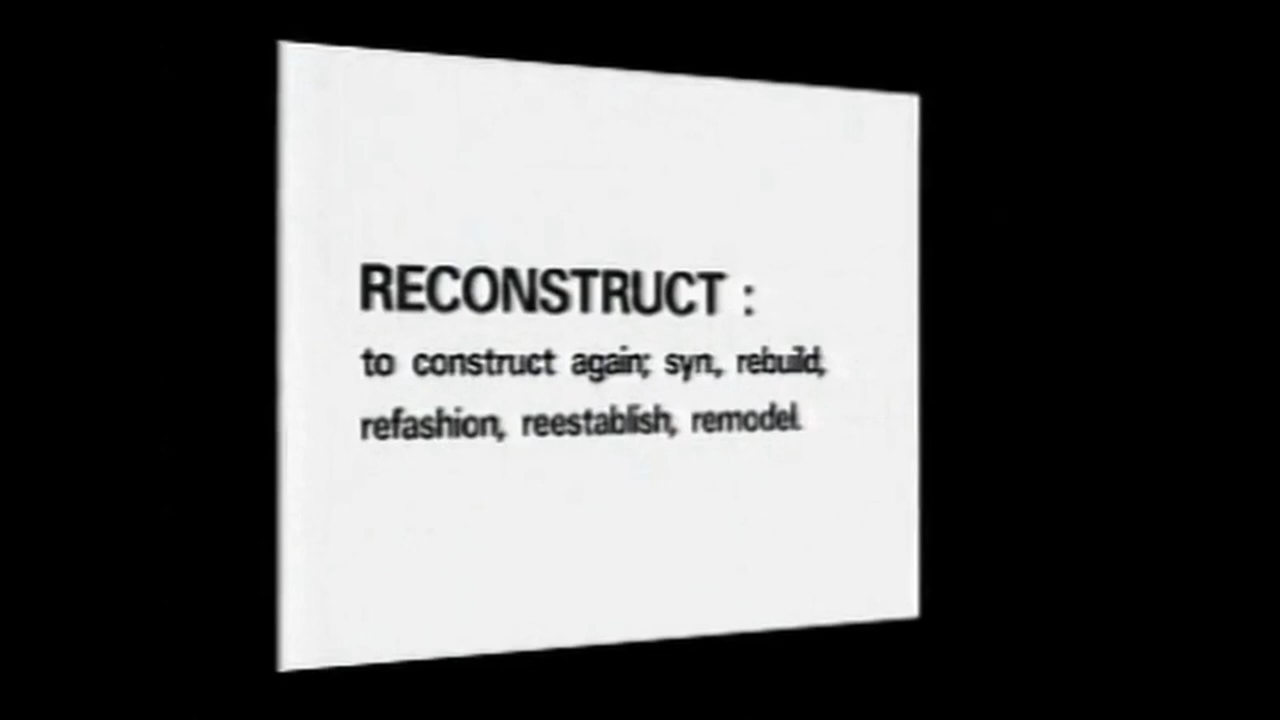 RECONSTRUCT :
to construct again; syn., rebuild,
refashion, reestablish, remodel.